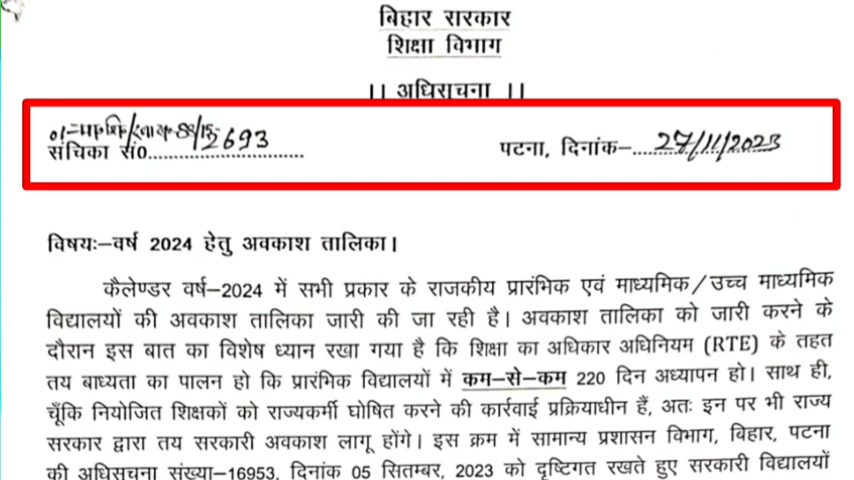 बिहार सरकार
शिक्षा विभाग
।। अधिसूचना ।।
संचिका सं0.................2693
पटना, दिनांक–....27/11/2023
विषयः–वर्ष 2024 हेतु अवकाश तालिका।
कैलेण्डर वर्ष–2024 में सभी प्रकार के राजकीय प्रारंभिक एवं माध्यमिक/उच्च माध्यमिक
विद्यालयों की अवकाश तालिका जारी की जा रही है। अवकाश तालिका को जारी करने के
दौरान इस बात का विशेष ध्यान रखा गया है कि शिक्षा का अधिकार अधिनियम (RTE) के तहत
तय बाध्यता का पालन हो कि प्रारंभिक विद्यालयों में कम–से–कम 220 दिन अध्यापन हो। साथ ही,
चूँकि नियोजित शिक्षकों को राज्यकर्मी घोषित करने की कार्रवाई प्रक्रियाधीन हैं, अतः इन पर भी राज्य
सरकार द्वारा तय सरकारी अवकाश लागू होंगे। इस क्रम में सामान्य प्रशासन विभाग, बिहार, पटना
की अधिसूचना संख्या–16953, दिनांक 05 सितम्बर, 2023 को दृष्टिगत रखते हुए सरकारी विद्यालयों